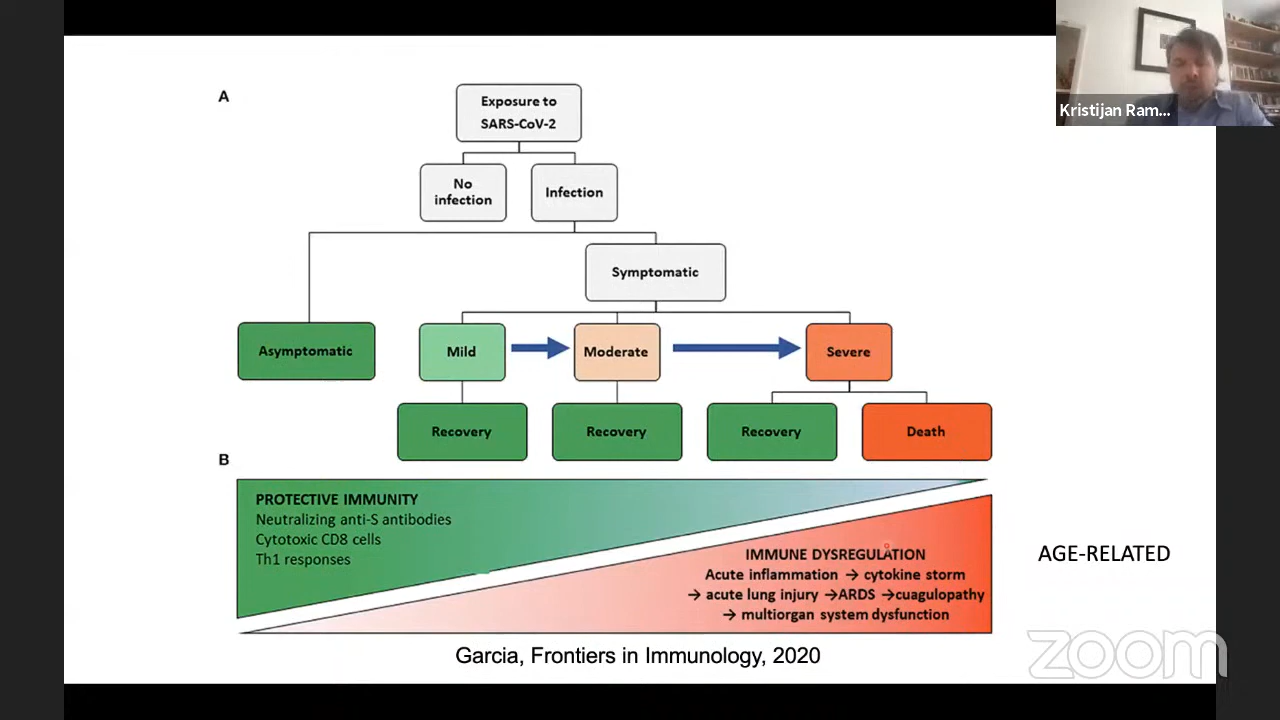 Kristijan Ram...
A
Exposure to
SARS-CoV-2
No
infection
Infection
Symptomatic
Asymptomatic
Mild
Moderate
Severe
Recovery
Recovery
Recovery
Death
B
PROTECTIVE IMMUNITY
Neutralizing anti-S antibodies
Cytotoxic CD8 cells
Th1 responses
IMMUNE DYSREGULATION
Acute inflammation → cytokine storm
→ acute lung injury →ARDS →cuagulopathy
→ multiorgan system dysfunction
AGE-RELATED
Garcia, Frontiers in Immunology, 2020
zoom